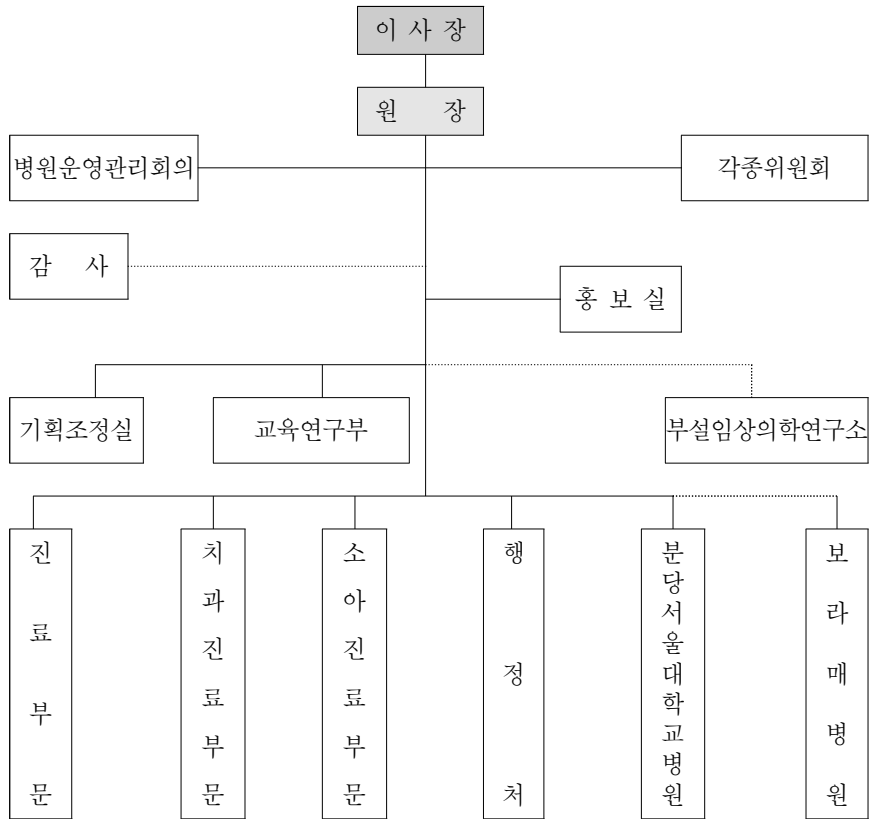 이 사 장
원 장
병원운영관리회의
각종위원회
감 사
홍 보 실
기획조정실
교육연구부
부설임상의학연구소
진료부문
치과진료부문
소아진료부문
행정처
분당서울대학교병원
보라매병원